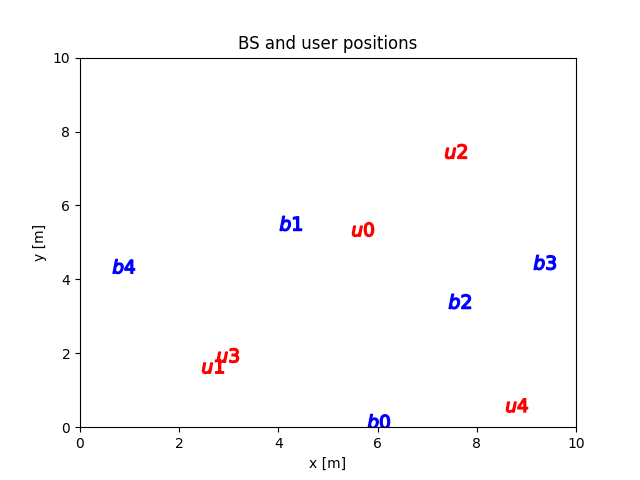 BS and user positions
10
8
6
4
2
0
y [m]
u2
b1
u0
b4
b3
b2
u3
u1
u4
b0
0 2 4 6 8 10
x [m]